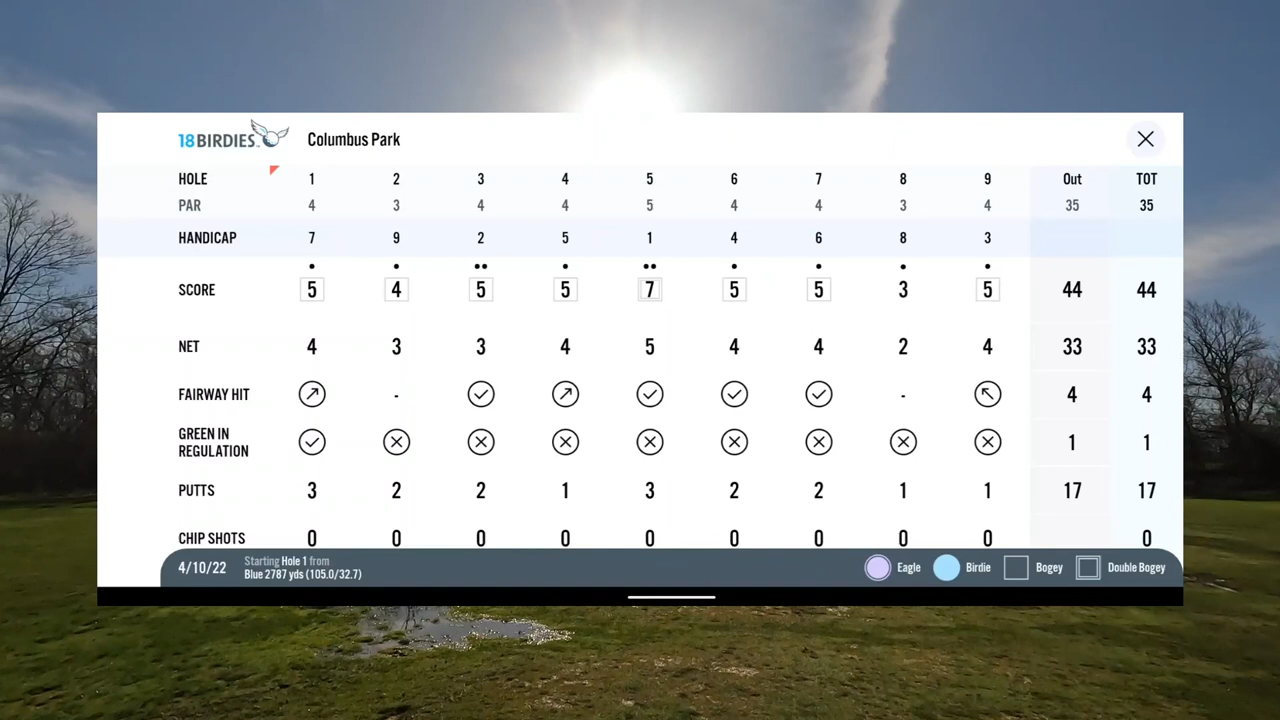 18BIRDIES Columbus Park
HOLE 1 2 3 4 5 6 7 8 9 Out TOT
PAR 4 3 4 4 5 4 4 3 4 35 35
HANDICAP 7 9 2 5 1 4 6 8 3
SCORE 5 4 5 5 7 5 5 3 5 44 44
NET 4 3 3 4 5 4 4 2 4 33 33
FAIRWAY HIT - - 4 4
GREEN IN
REGULATION 1 1
PUTTS 3 2 2 1 3 2 2 1 1 17 17
CHIP SHOTS 0 0 0 0 0 0 0 0 0 0
4/10/22 Starting Hole 1 from Eagle Birdie Bogey Double Bogey
Blue 2787 yds (105.0/32.7)